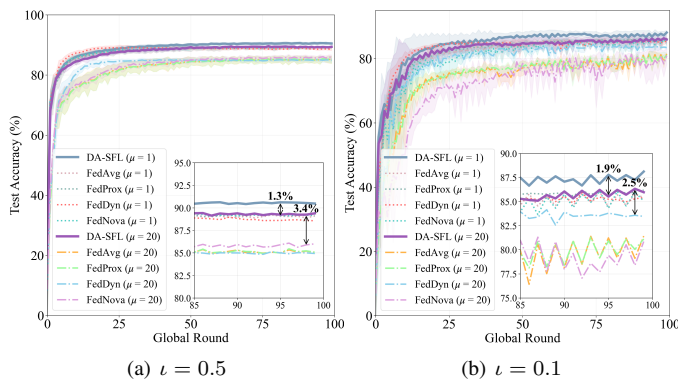 100
80
60
40
20
0
Test Accuracy (%)
DA-SFL (μ = 1)
FedAvg (μ = 1)
FedProx (μ = 1)
FedDyn (μ = 1)
FedNova (μ = 1)
DA-SFL (μ = 20)
FedAvg (μ = 20)
FedProx (μ = 20)
FedDyn (μ = 20)
FedNova (μ = 20)
95.0
92.5
90.0
87.5
85.0
82.5
80.0
1.3%
3.4%
85 90 95
0 25 50 75 100
Global Round
(a) ι = 0.5
80
60
40
20
0
Test Accuracy (%)
DA-SFL (μ = 1)
FedAvg (μ = 1)
FedProx (μ = 1)
FedDyn (μ = 1)
FedNova (μ = 1)
DA-SFL (μ = 20)
FedAvg (μ = 20)
FedProx (μ = 20)
FedDyn (μ = 20)
FedNova (μ = 20)
90.0
87.5
85.0
82.5
80.0
77.5
75.0
1.9%
2.5%
85 90 95 100
0 25 50 75 100
Global Round
(b) ι = 0.1